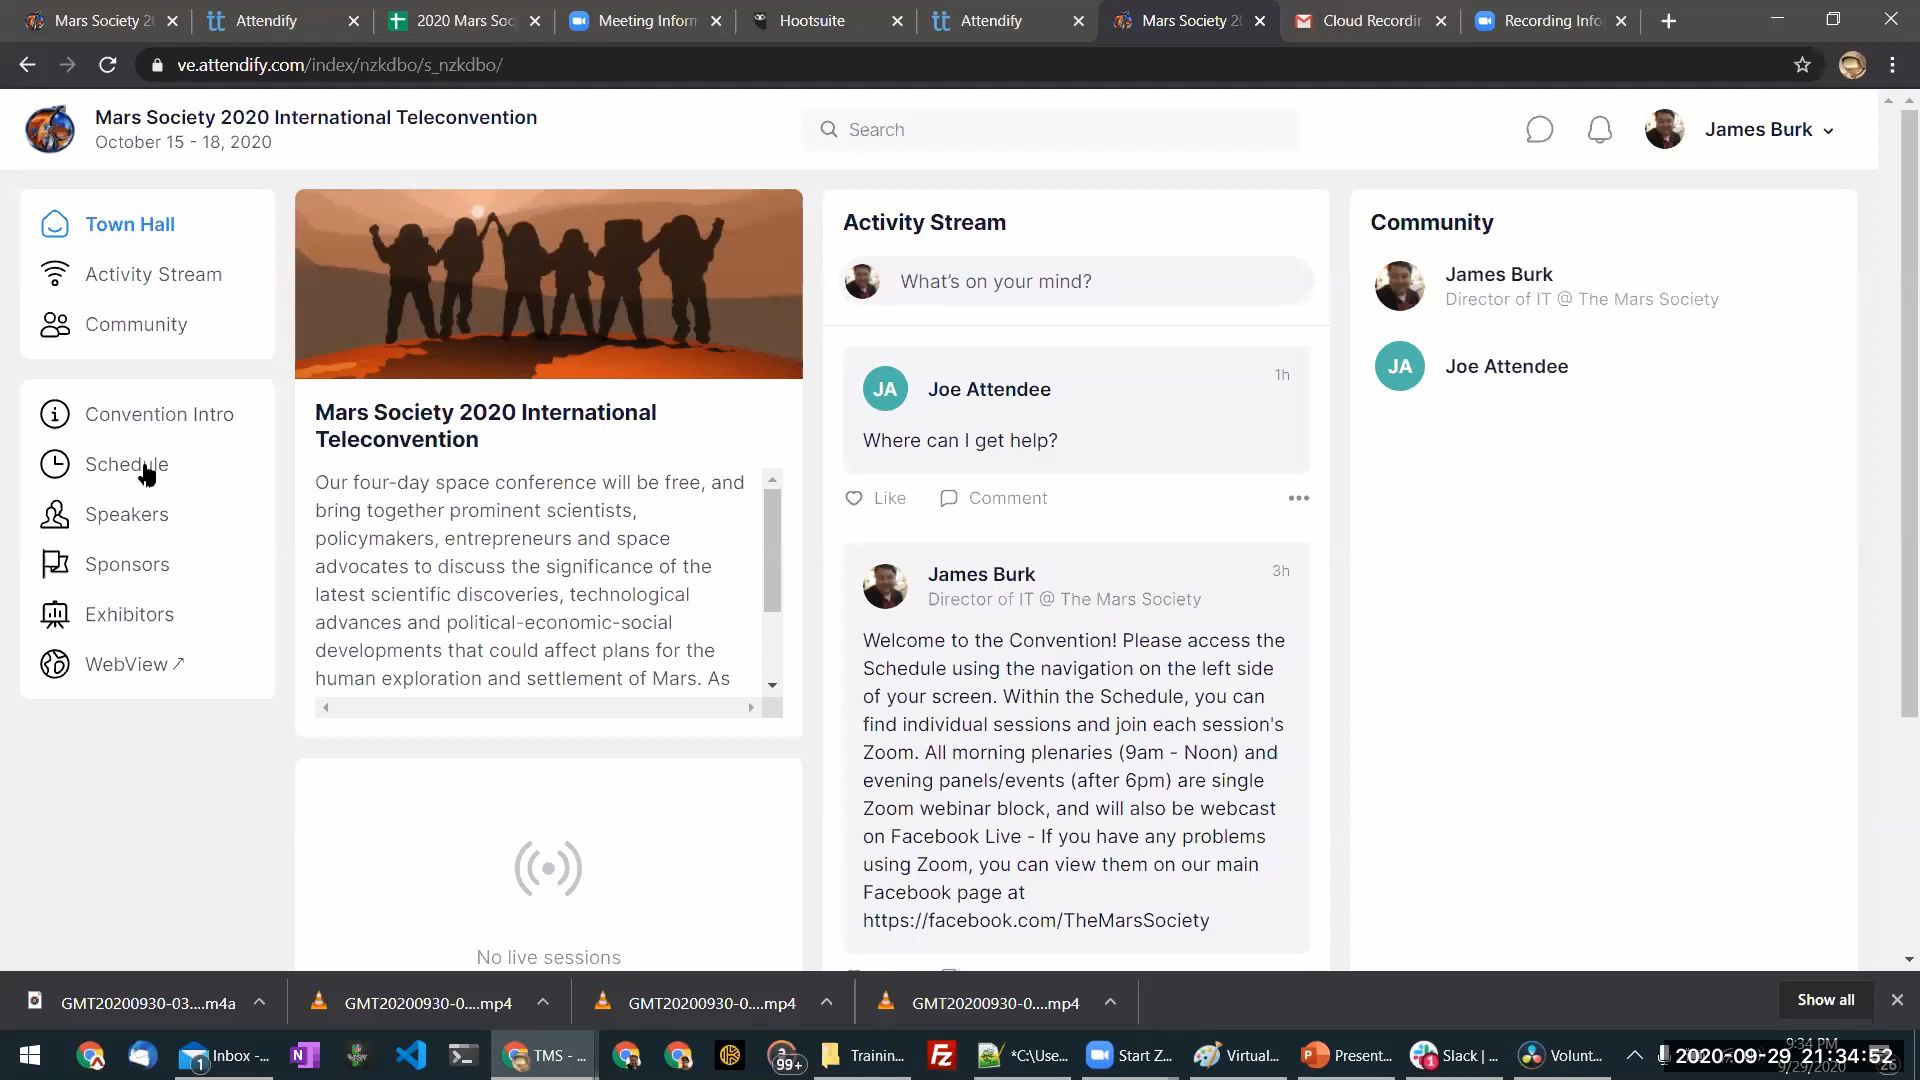 Mars Society 2
Attendify
2020 Mars Soc
Meeting Inform
Hootsuite
Attendify
Mars Society 2
Cloud Recordin
Recording Info
ve.attendify.com/index/nzkdbo/s_nzkdbo/
Mars Society 2020 International Teleconvention
October 15 - 18, 2020
Search
James Burk
Town Hall
Activity Stream
Community
Convention Intro
Schedule
Speakers
Sponsors
Exhibitors
WebView
Mars Society 2020 International
Teleconvention
Our four-day space conference will be free, and
bring together prominent scientists,
policymakers, entrepreneurs and space
advocates to discuss the significance of the
latest scientific discoveries, technological
advances and political-economic-social
developments that could affect plans for the
human exploration and settlement of Mars. As
No live sessions
Activity Stream
What's on your mind?
JA
Joe Attendee
1h
Where can I get help?
Like
Comment
James Burk
3h
Director of IT @ The Mars Society
Welcome to the Convention! Please access the
Schedule using the navigation on the left side
of your screen. Within the Schedule, you can
find individual sessions and join each session's
Zoom. All morning plenaries (9am - Noon) and
evening panels/events (after 6pm) are single
Zoom webinar block, and will also be webcast
on Facebook Live - If you have any problems
using Zoom, you can view them on our main
Facebook page at
https://facebook.com/TheMarsSociety
Community
James Burk
Director of IT @ The Mars Society
JA
Joe Attendee
GMT20200930-03....m4a
GMT20200930-0....mp4
GMT20200930-0....mp4
GMT20200930-0....mp4
Show all
1
Inbox -...
TMS - ...
99+
Trainin...
*C:\Use...
Start Z...
Virtual...
Present...
1
Slack | ...
Volunt...
9:34 PM
2020-09-29 21:34:52
9/29/2020
26